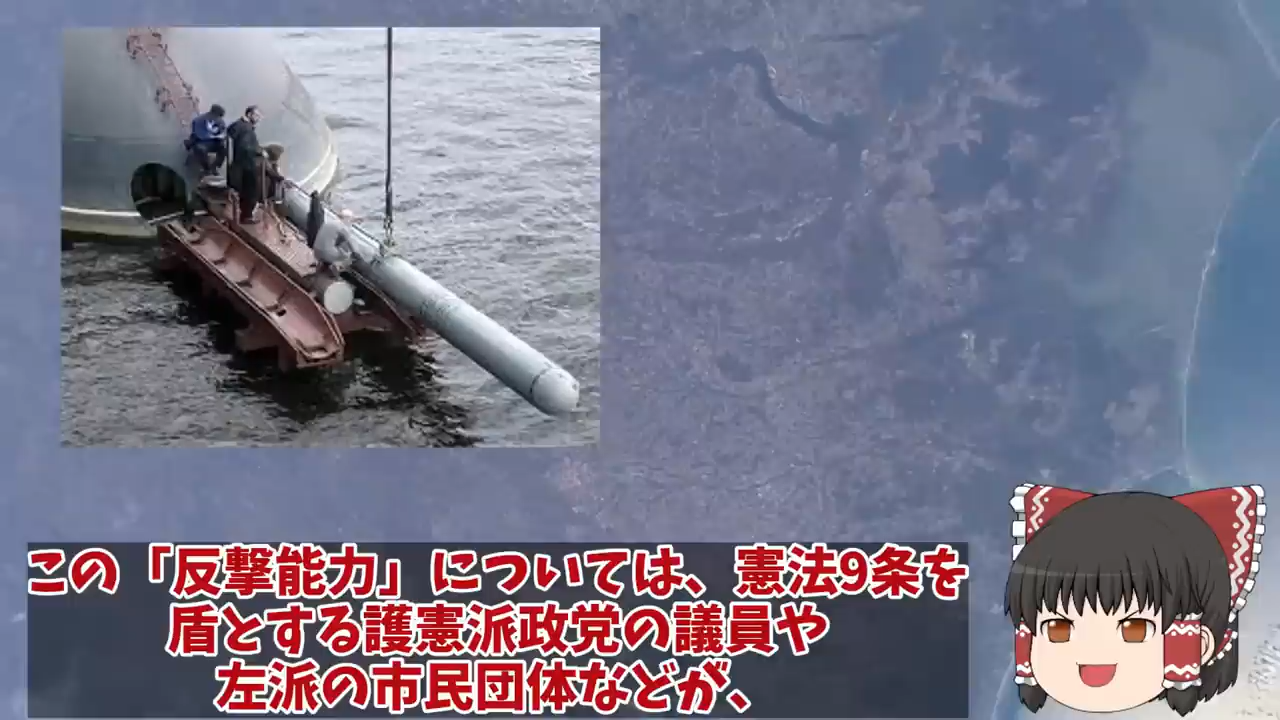 この「反撃能力」については、憲法9条を
盾とする護憲派政党の議員や
左派の市民団体などが、